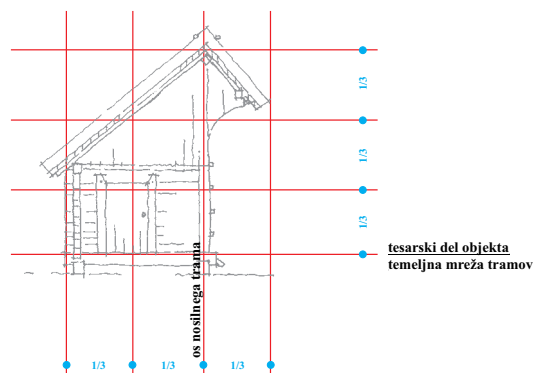 1/3
1/3
1/3
tesarski del objekta
temeljna mreža tramov
os nosilnega trama
1/3
1/3
1/3